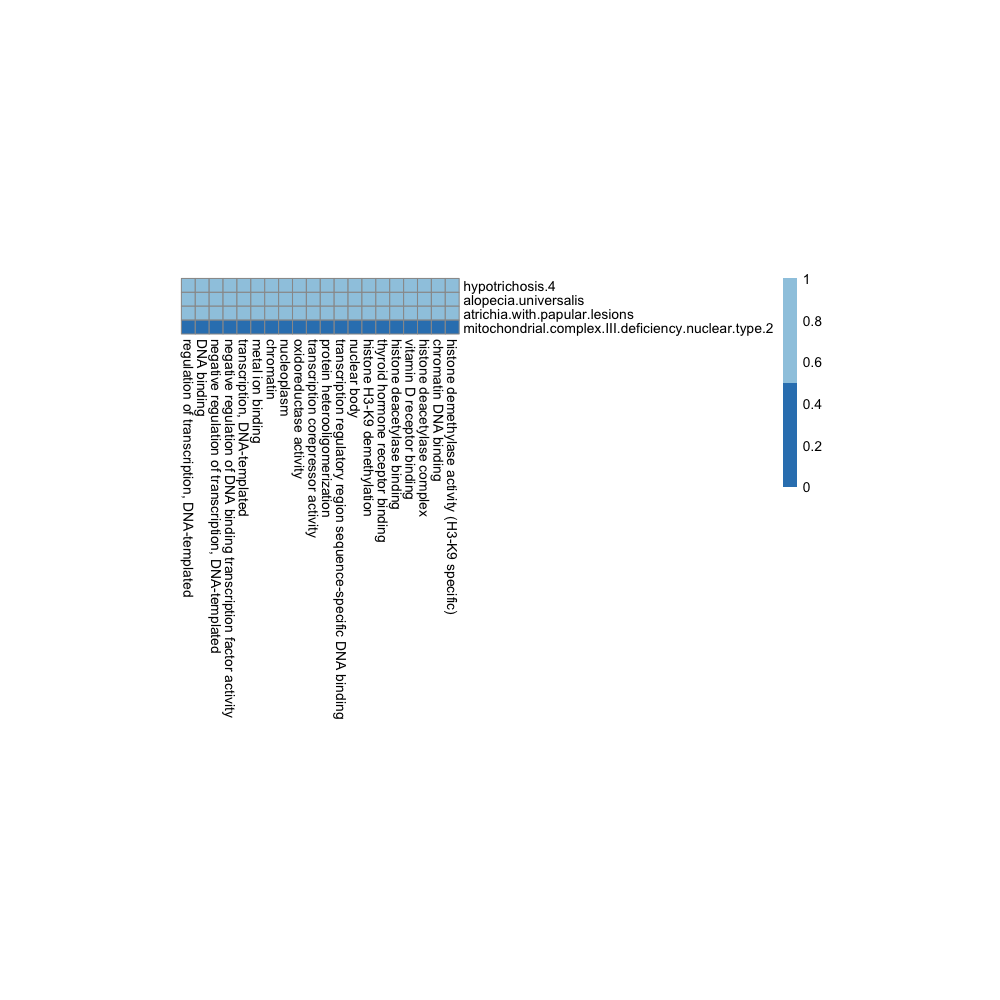 hypotrichosis.4
alopecia.universalis
atrichia.with.papular.lesions
mitochondrial.complex.III.deficiency.nuclear.type.2
1
0.8
0.6
0.4
0.2
0
regulation of transcription, DNA-templated
DNA binding
negative regulation of transcription, DNA-templated
negative regulation of DNA binding transcription factor activity
transcription, DNA-templated
metal ion binding
chromatin
nucleoplasm
oxidoreductase activity
transcription corepressor activity
protein heterooligomerization
transcription regulatory region sequence-specific DNA binding
nuclear body
histone H3-K9 demethylation
thyroid hormone receptor binding
histone deacetylase binding
vitamin D receptor binding
histone deacetylase complex
chromatin DNA binding
histone demethylase activity (H3-K9 specific)